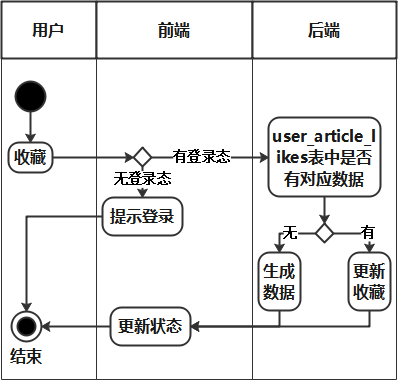 用户
前端
后端
收藏
有登录态
user_article_l
ikes表中是否
有对应数据
无登录态
提示登录
无
有
生成
数据
更新
收藏
更新状态
结束